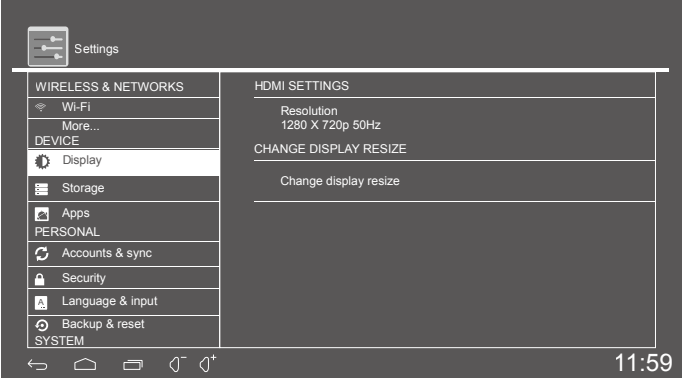 Settings
WIRELESS & NETWORKS
Wi-Fi
More...
DEVICE
Display
Storage
Apps
PERSONAL
Accounts & sync
Security
Language & input
Backup & reset
SYSTEM
HDMI SETTINGS
Resolution
1280 X 720p 50Hz
CHANGE DISPLAY RESIZE
Change display resize
11:59